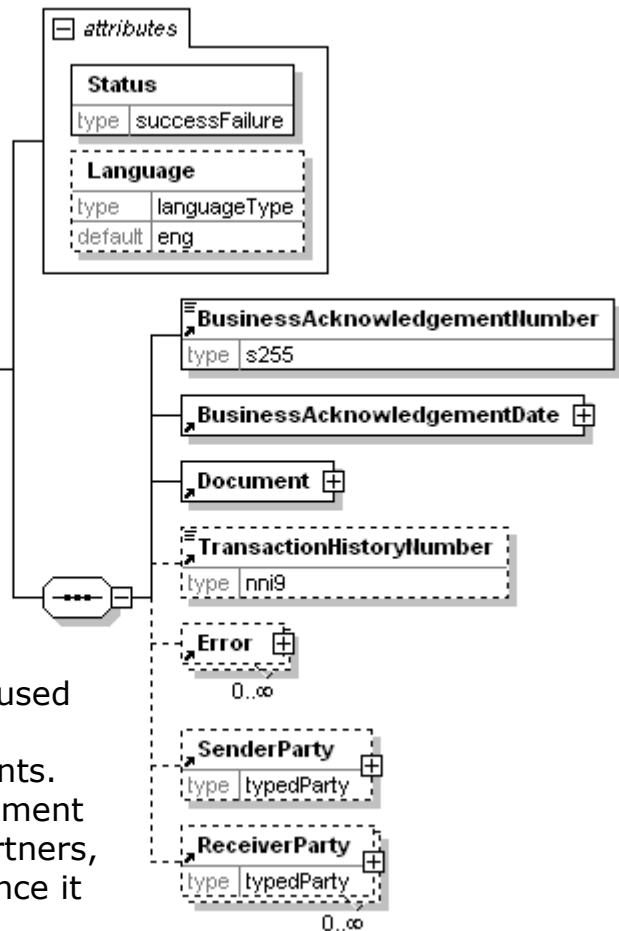 attributes
Status
type successFailure
Language
type languageType
default eng
BusinessAcknowledgementNumber
type s255
BusinessAcknowledgementDate
Document
TransactionHistoryNumber
type nni9
Error
0..∞
used
SenderParty
nts.
type typedParty
ment
rtners,
ReceiverParty
nce it
type typedParty
0..∞